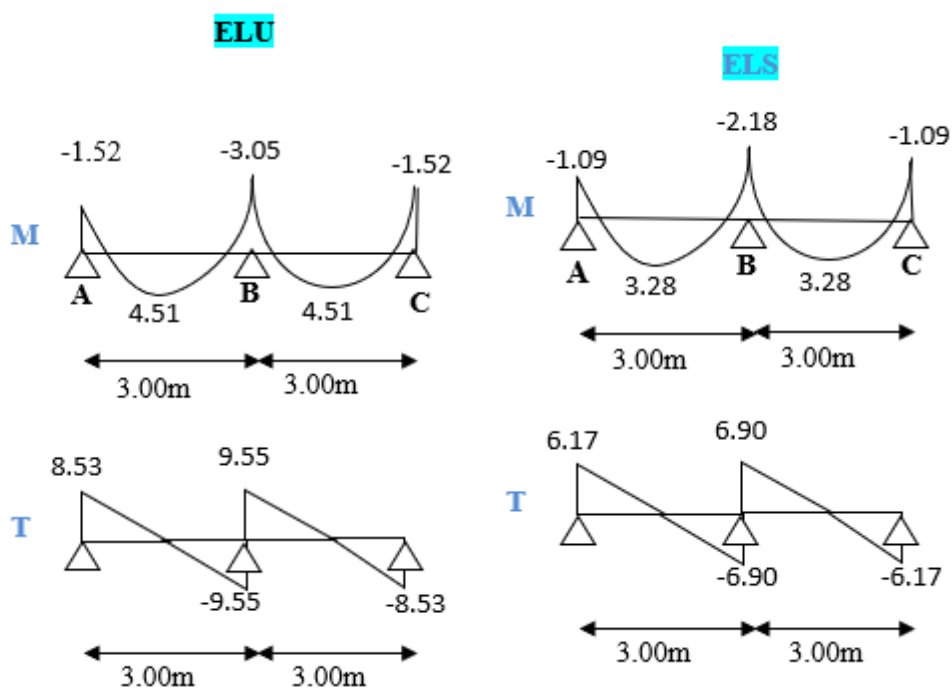 ELU
-1.52
-3.05
-1.52
M
A
B
C
4.51
4.51
3.00m
3.00m
8.53
9.55
T
-9.55
-8.53
3.00m
3.00m
ELS
-1.09
-2.18
-1.09
M
A
B
C
3.28
3.28
3.00m
3.00m
6.17
6.90
T
-6.90
-6.17
3.00m
3.00m